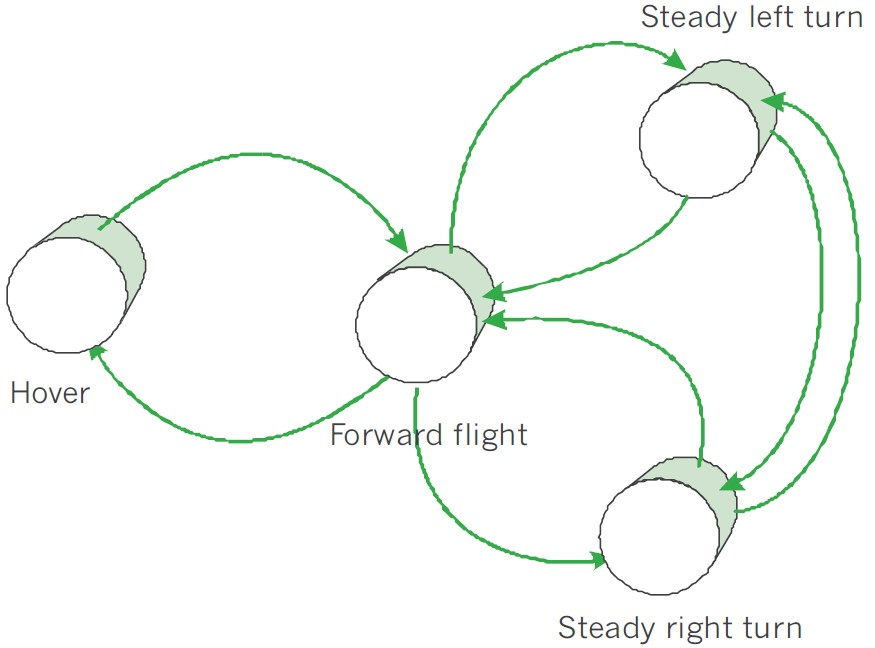 Steady left turn
Hover
Forward flight
Steady right turn